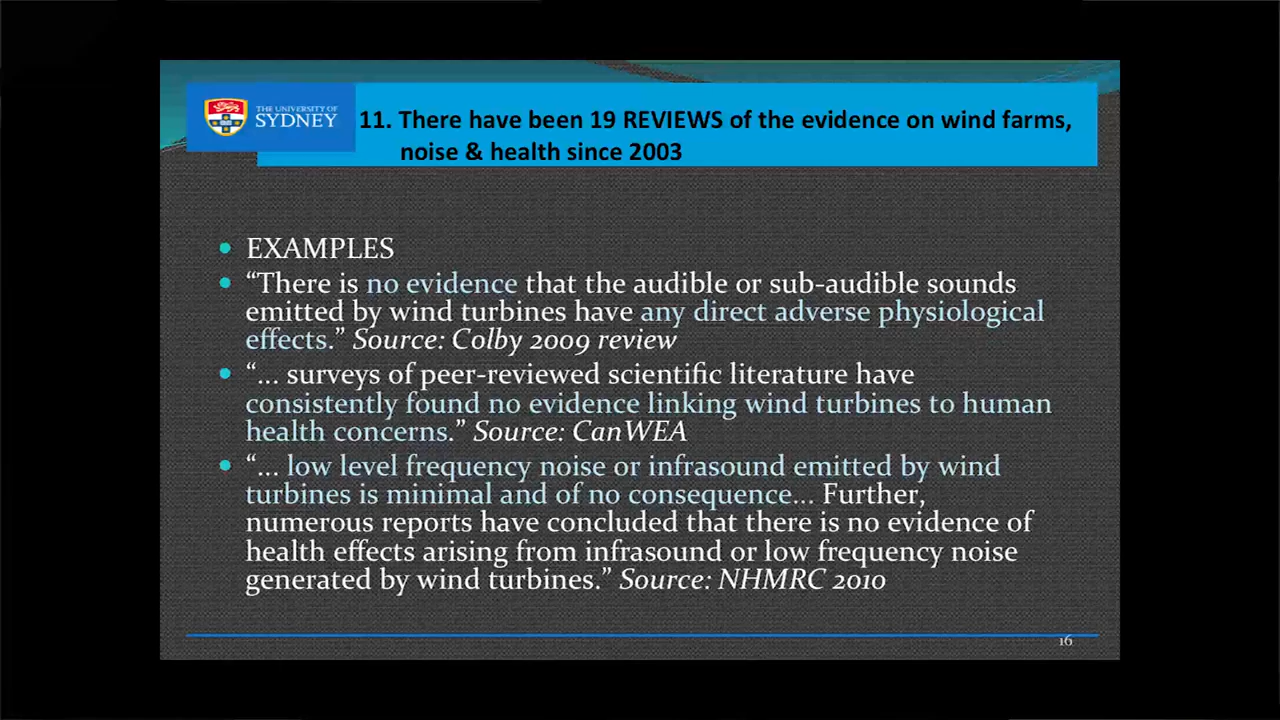 THE UNIVERSITY OF
SYDNEY
11. There have been 19 REVIEWS of the evidence on wind farms,
noise & health since 2003
• EXAMPLES
• “There is no evidence that the audible or sub-audible sounds
emitted by wind turbines have any direct adverse physiological
effects.” Source: Colby 2009 review
• “... surveys of peer-reviewed scientific literature have
consistently found no evidence linking wind turbines to human
health concerns.” Source: CanWEA
• “... low level frequency noise or infrasound emitted by wind
turbines is minimal and of no consequence... Further,
numerous reports have concluded that there is no evidence of
health effects arising from infrasound or low frequency noise
generated by wind turbines.” Source: NHMRC 2010
16